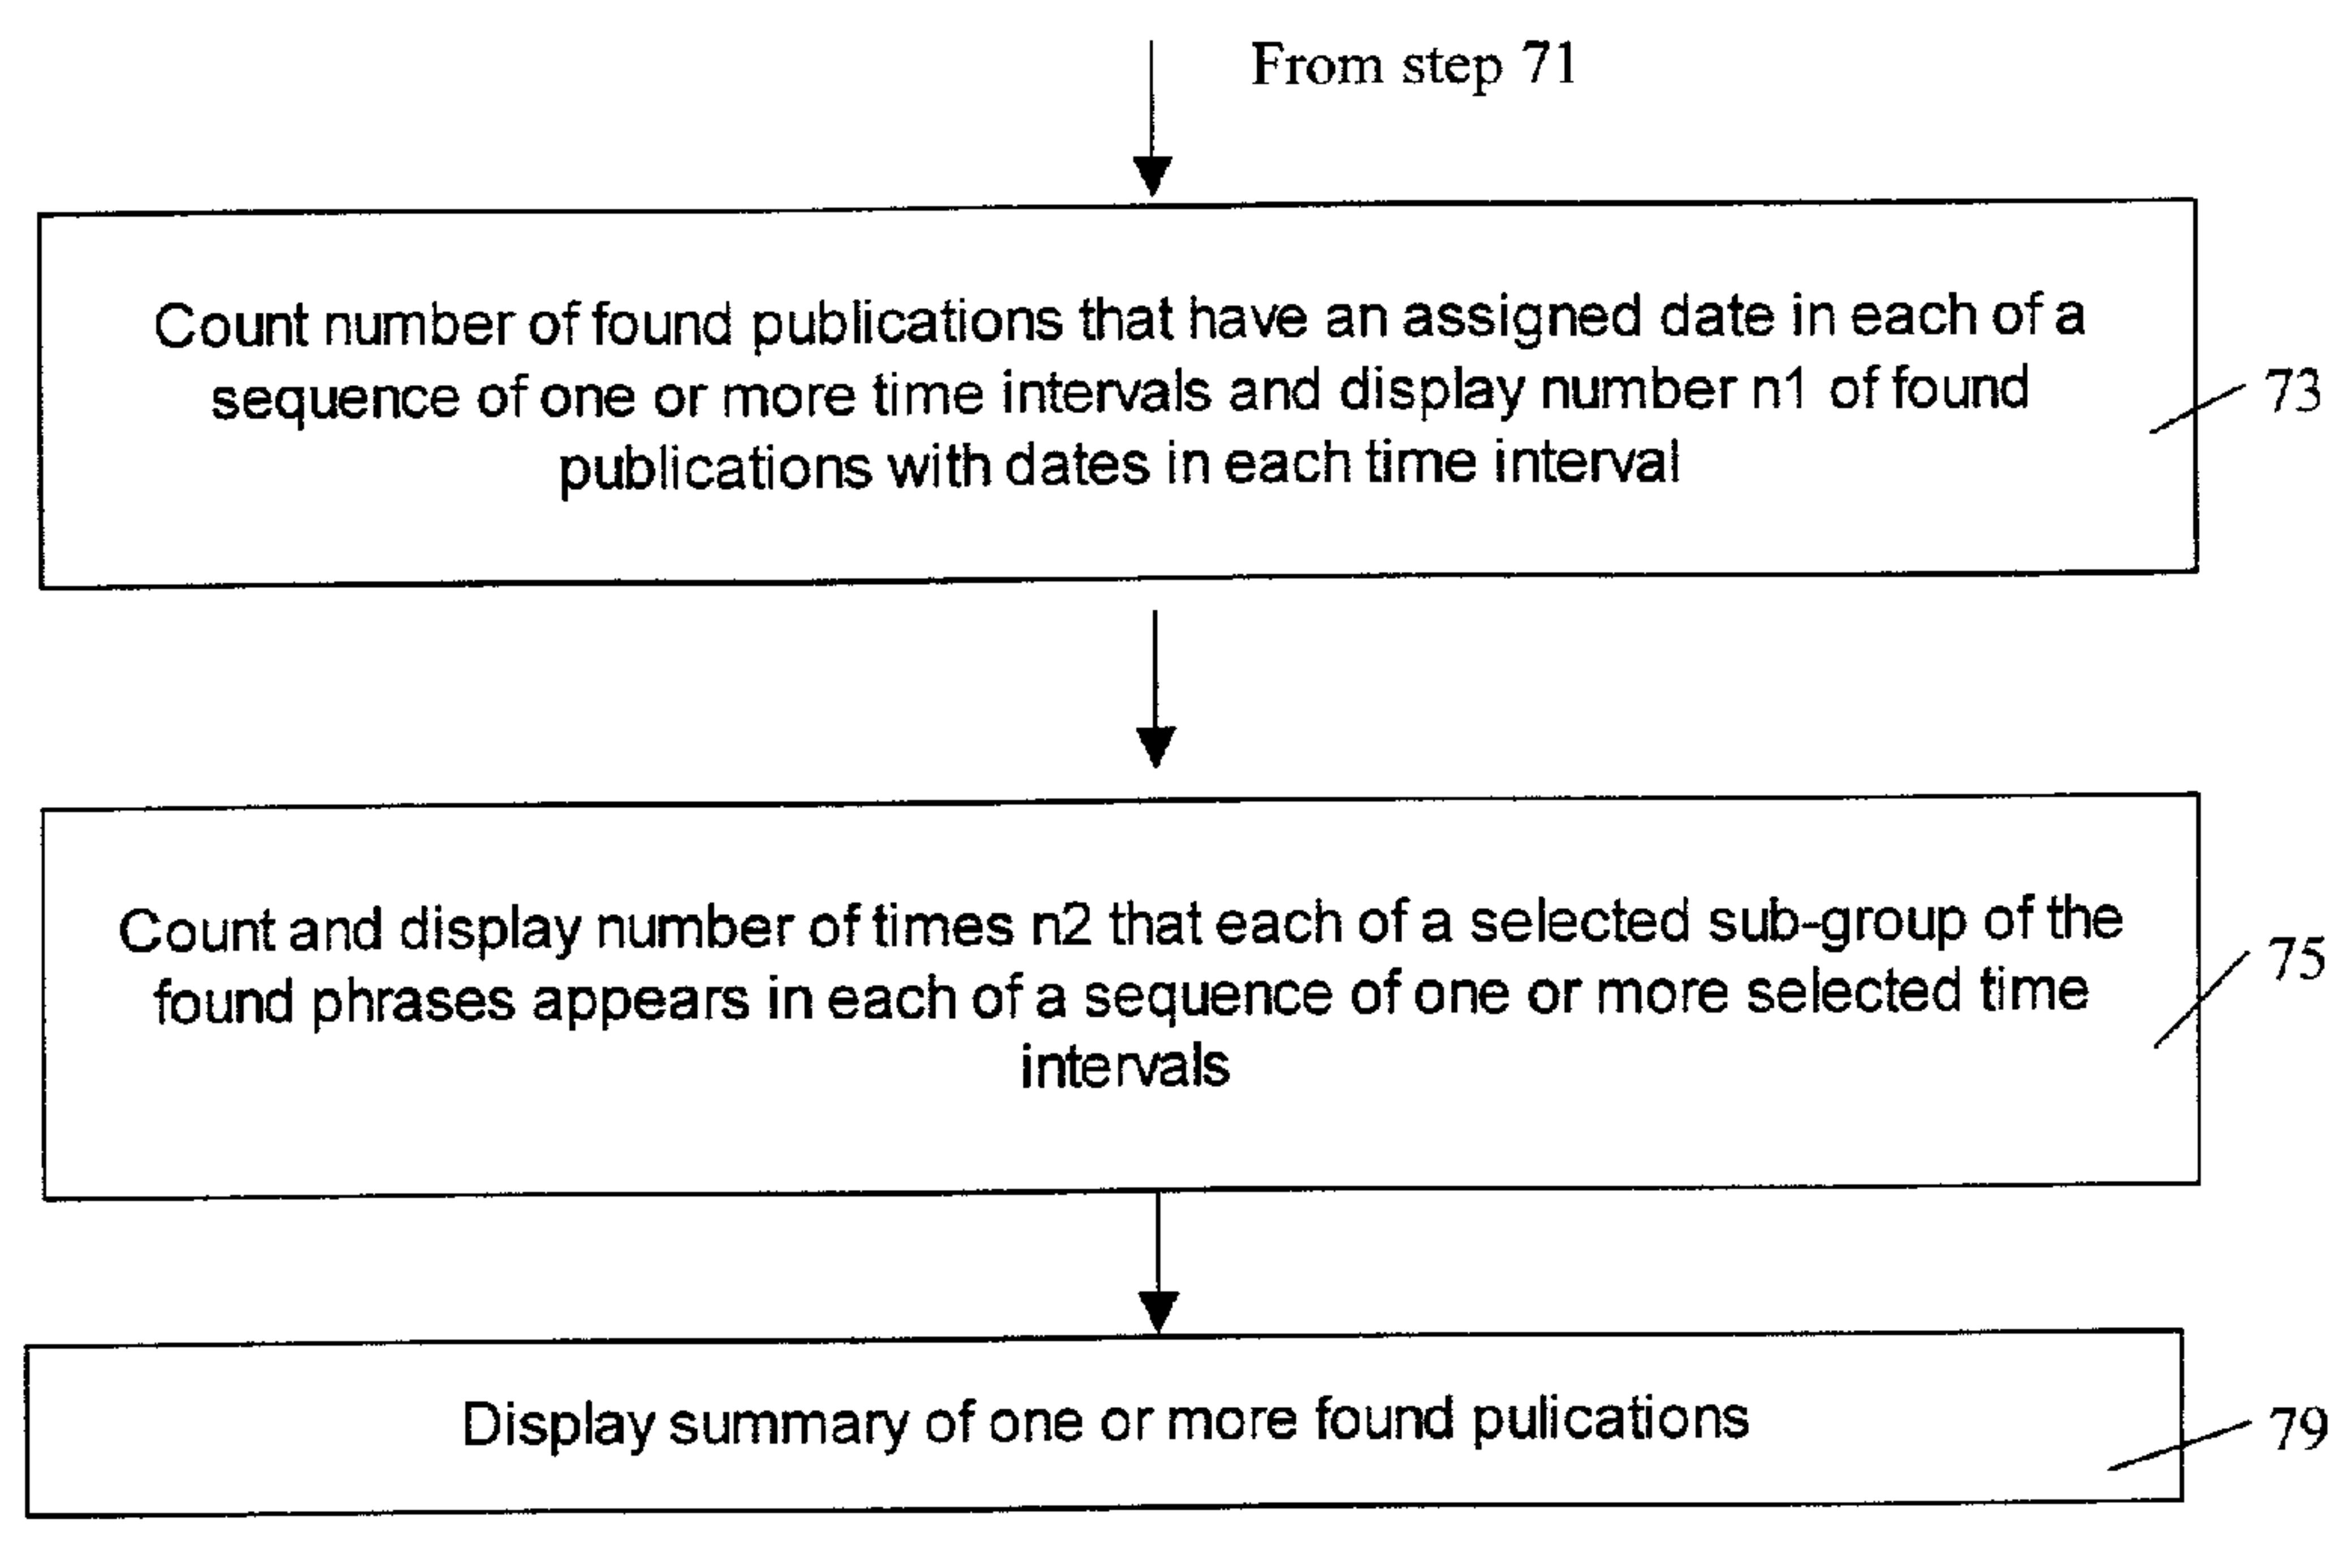 From step 71
Count number of found publications that have an assigned date in each of a
sequence of one or more time intervals and display number n1 of found
publications with dates in each time interval
73
Count and display number of times n2 that each of a selected sub-group of the
found phrases appears in each of a sequence of one or more selected time
intervals
75
Display summary of one or more found pulications
79